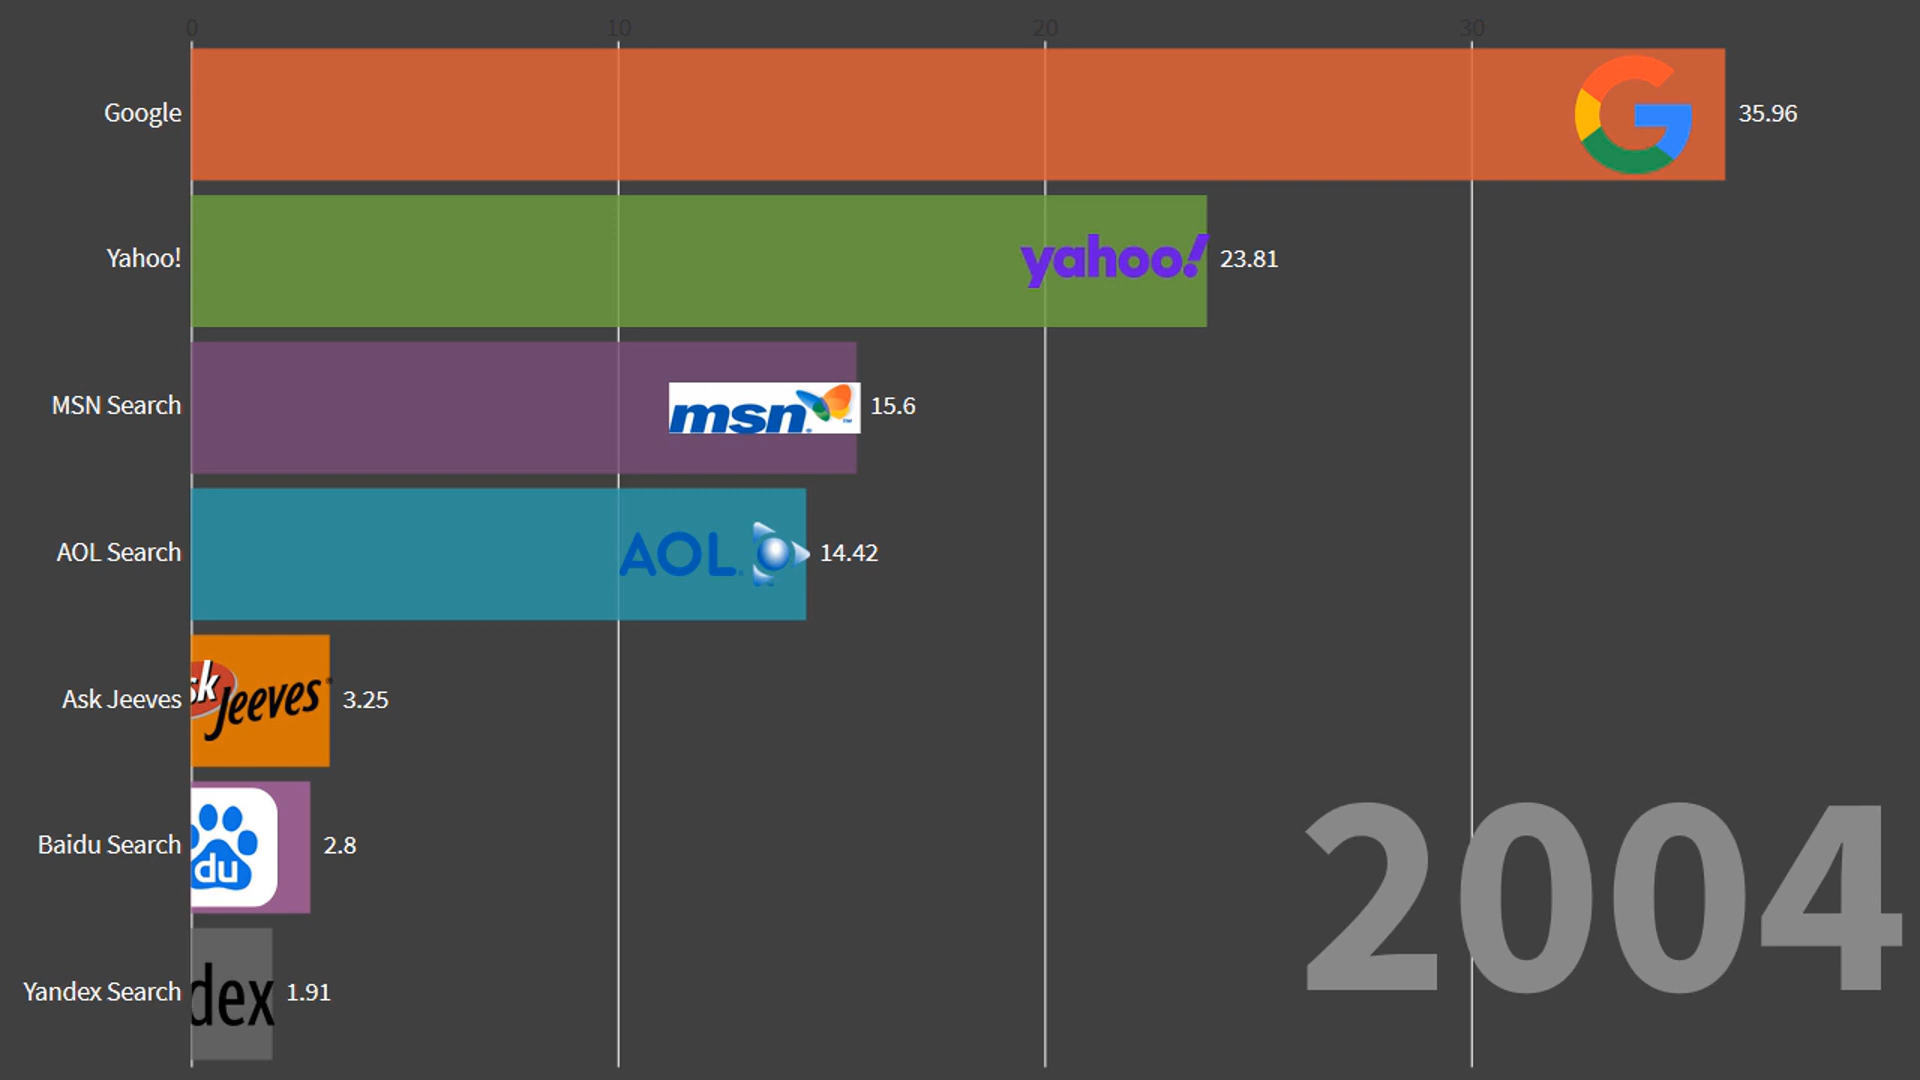 0 10 20 30
Google 35.96
Yahoo! yahoo! 23.81
MSN Search msn 15.6
AOL Search AOL 14.42
Ask Jeeves sk Jeeves 3.25
Baidu Search du 2.8
Yandex Search dex 1.91
2004